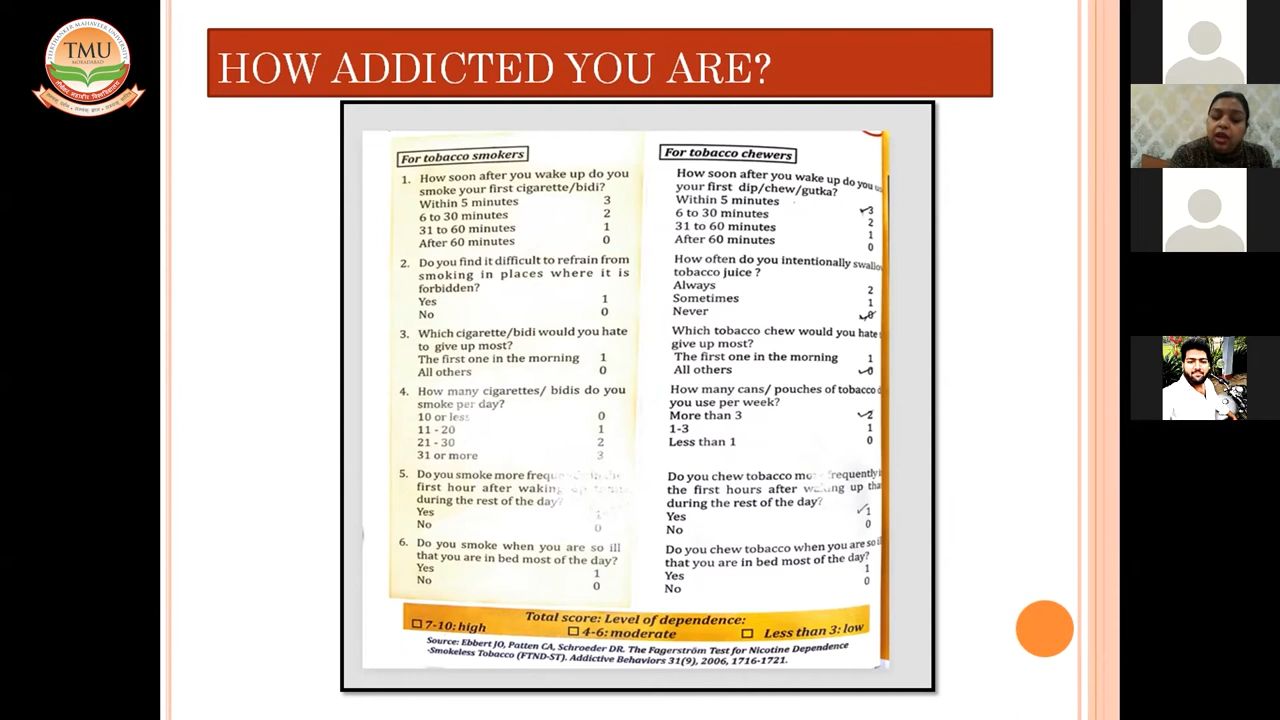 TEERTHANKER MAHAVEER UNIVERSITY
TMU
MORADABAD
HOW ADDICTED YOU ARE?
For tobacco smokers
1. How soon after you wake up do you
smoke your first cigarette/bidi?
Within 5 minutes 3
6 to 30 minutes 2
31 to 60 minutes 1
After 60 minutes 0
2. Do you find it difficult to refrain from
smoking in places where it is
forbidden?
Yes 1
No 0
3. Which cigarette/bidi would you hate
to give up most?
The first one in the morning 1
All others 0
4. How many cigarettes/ bidis do you
smoke per day?
10 or less 0
11 - 20 1
21 - 30 2
31 or more 3
5. Do you smoke more
first hour after waking
during the rest of the day?
Yes 1
No 0
6. Do you smoke when you are so ill
that you are in bed most of the day?
Yes 1
No 0
For tobacco chewers
How soon after you wake up do you
your first dip/chew/gutka?
Within 5 minutes 3
6 to 30 minutes 2
31 to 60 minutes 1
After 60 minutes 0
How often do you intentionally
tobacco juice ?
Always 2
Sometimes 1
Never 0
Which tobacco chew would you hate
give up most?
The first one in the morning 1
All others 0
How many cans/ pouches of tobacco
you use per week?
More than 3 2
1-3 1
Less than 1 0
Do you chew tobacco frequently
the first hours after waking up
during the rest of the day?
Yes 1
No 0
Do you chew tobacco when you are so
that you are in bed most of the day?
Yes 1
No 0
Total score: Level of dependence:
7-10: high 4-6: moderate Less than 3: low
Source: Ebbert JO, Patten CA, Schroeder DR. The Fagerström Test for Nicotine Dependence
-Smokeless Tobacco (FTND-ST). Addictive Behaviors 31(9), 2006, 1716-1721.